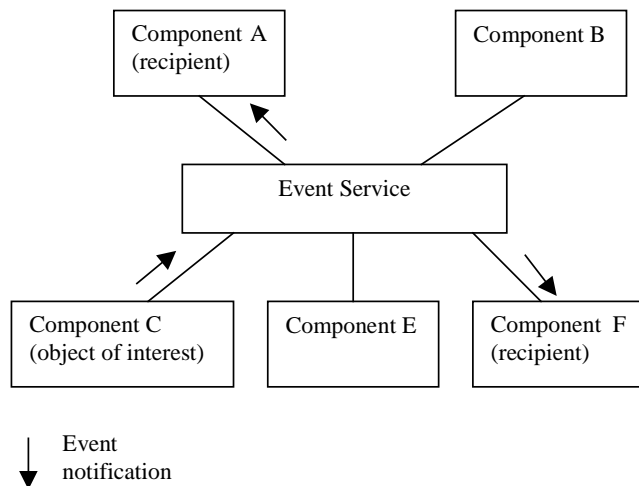 Component A
(recipient)
Component B
Event Service
Component C
(object of interest)
Component E
Component F
(recipient)
Event
notification